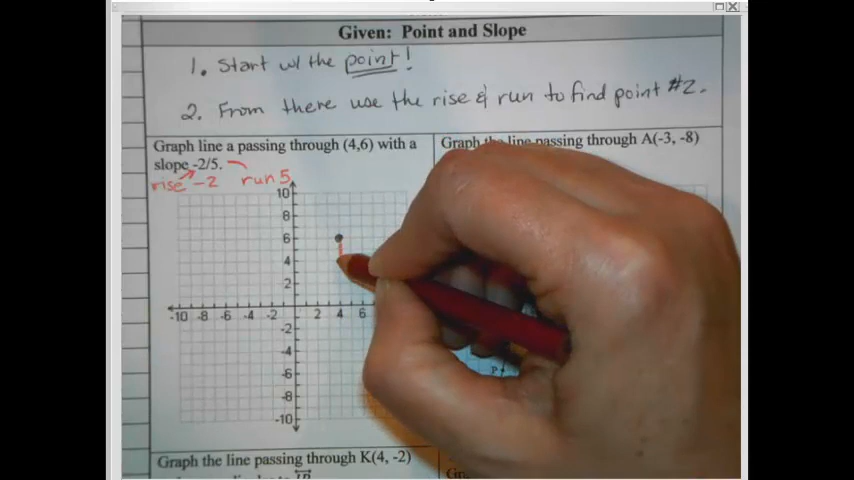 Given: Point and Slope
1. Start w/ the point!
2. From there use the rise & run to find point #2.
Graph line a passing through (4,6) with a
slope -2/5.
rise -2 run 5
Graph the line passing through A(-3, -8)
10
8
6
4
2
-10 -8 -6 -4 -2 2 4 6
-2
-4
-6
-8
-10
P
Graph the line passing through K(4, -2)
Gr